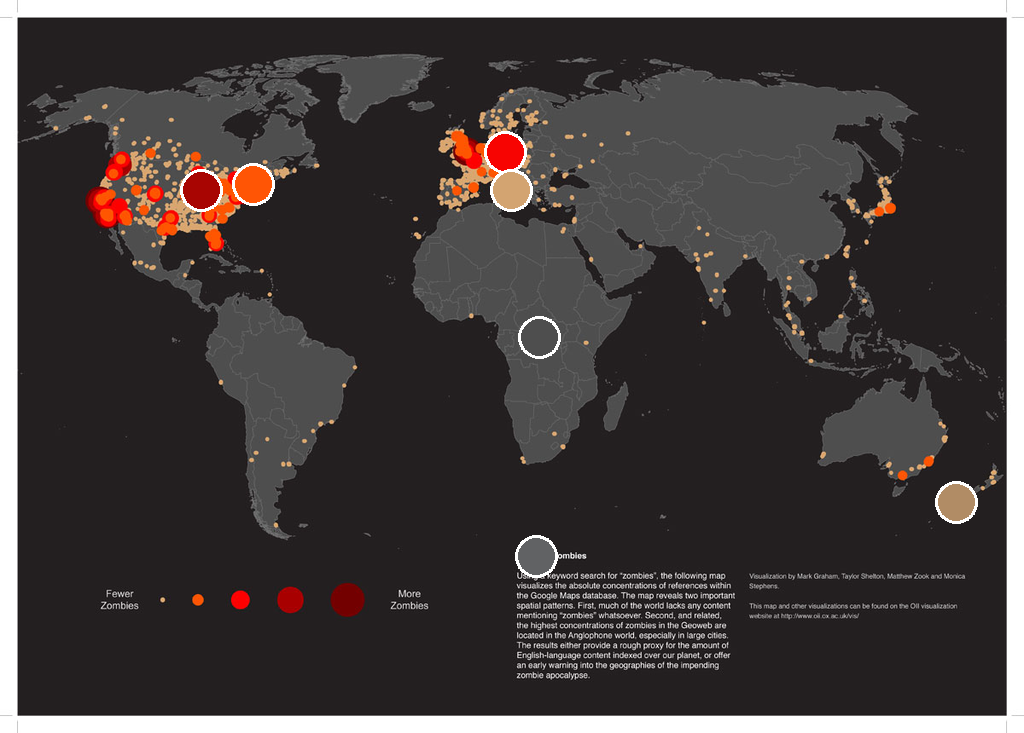 ombies
Using a keyword search for “zombies”, the following map
visualizes the absolute concentrations of references within
the Google Maps database. The map reveals two important
spatial patterns. First, much of the world lacks any content
mentioning “zombies” whatsoever. Second, and related,
the highest concentrations of zombies in the Geoweb are
located in the Anglophone world, especially in large cities.
The results either provide a rough proxy for the amount of
English-language content indexed over our planet, or offer
an early warning into the geographies of the impending
zombie apocalypse.
Visualization by Mark Graham, Taylor Shelton, Matthew Zook and Monica
Stephens.
This map and other visualizations can be found on the OII visualization
website at http://www.oii.ox.ac.uk/vis/
Fewer
Zombies
More
Zombies